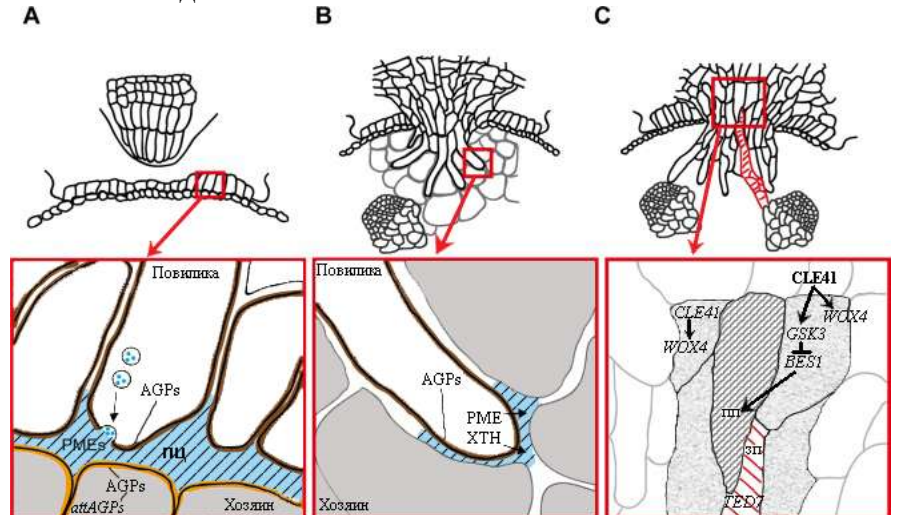 A
B
C
Повилика
AGPs
PMEs
пц
AGPs
attAGPs
Хозяин
Повилика
AGPs
PME
XTH
Хозяин
CLE41
CLE41
WOX4
WOX4
GSK3
BES1
пп
зп
TED7